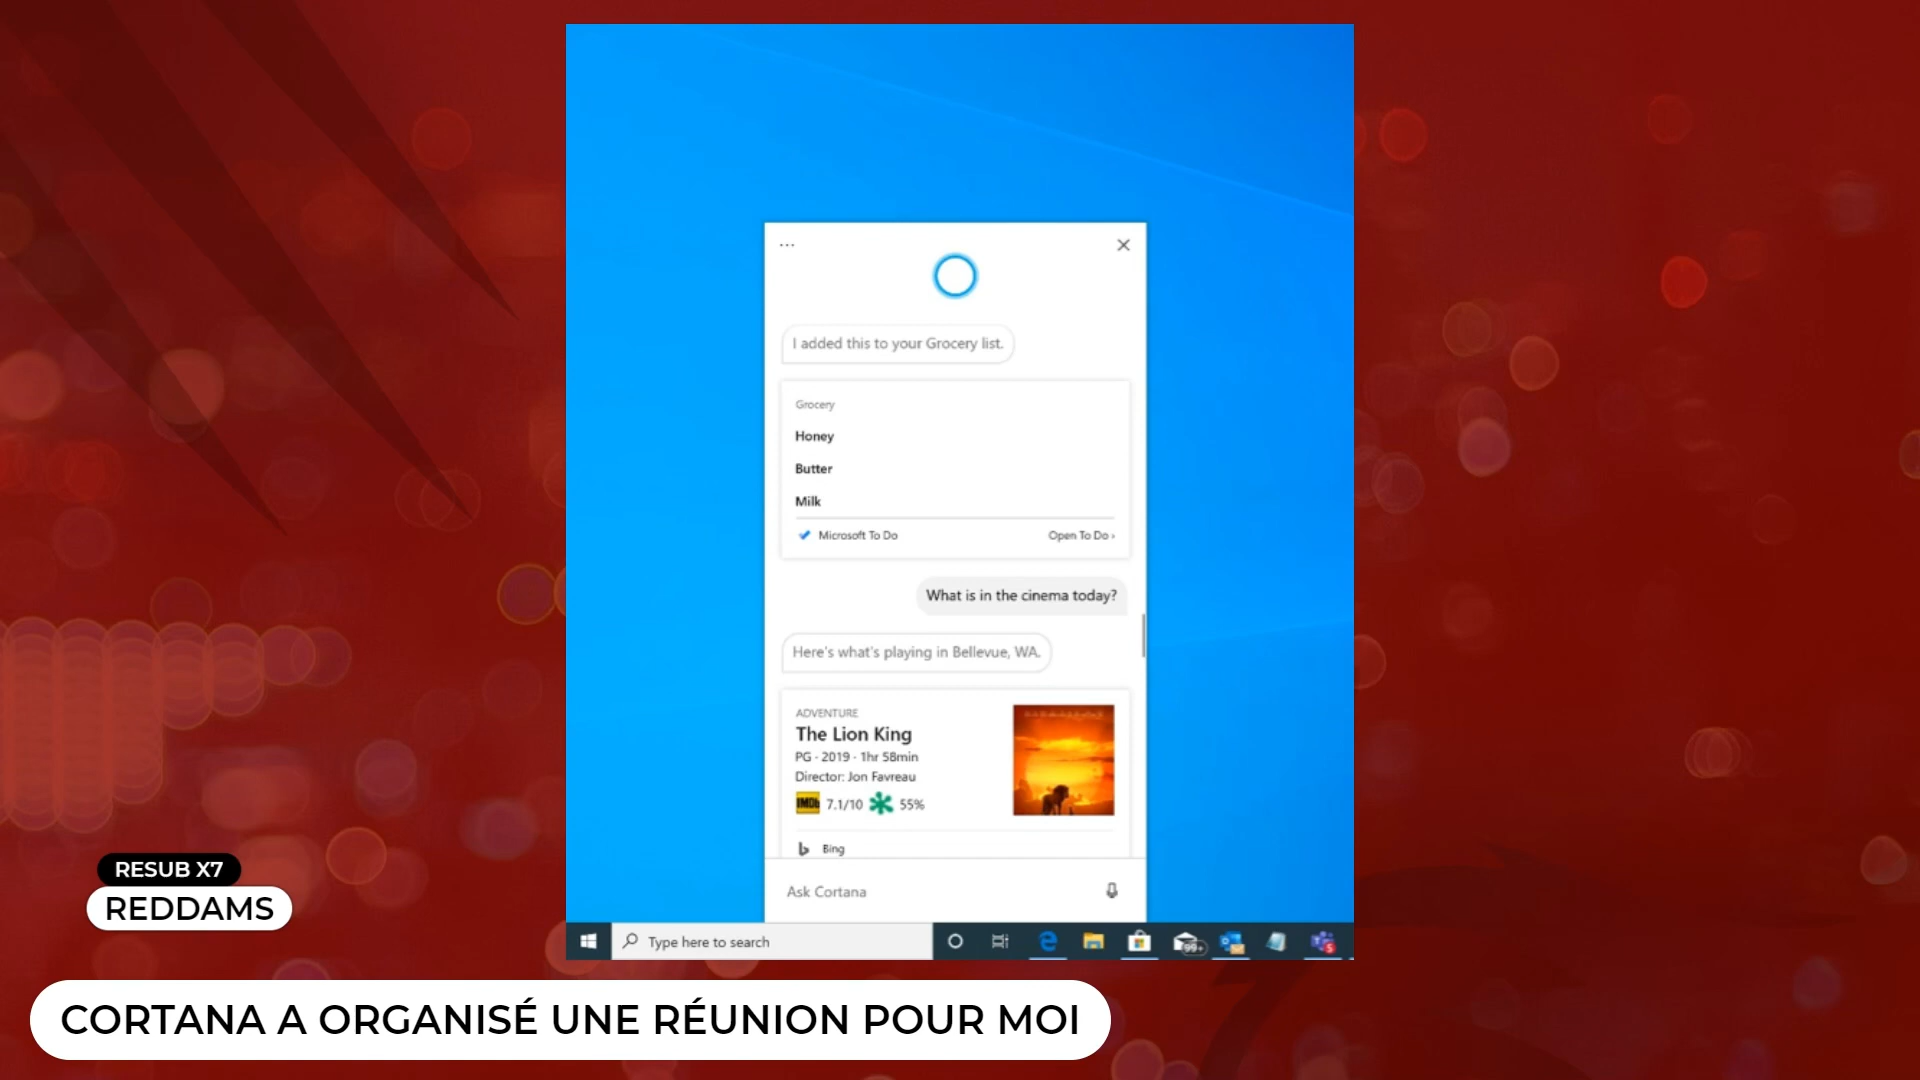 ...
I added this to your Grocery list.
Grocery
Honey
Butter
Milk
Microsoft To Do Open To Do ›
What is in the cinema today?
Here's what's playing in Bellevue, WA.
ADVENTURE
The Lion King
PG · 2019 · 1hr 58min
Director: Jon Favreau
IMDb 7.1/10 55%
Bing
Ask Cortana
Type here to search
99+
5
RESUB X7
REDDAMS
CORTANA A ORGANISÉ UNE RÉUNION POUR MOI